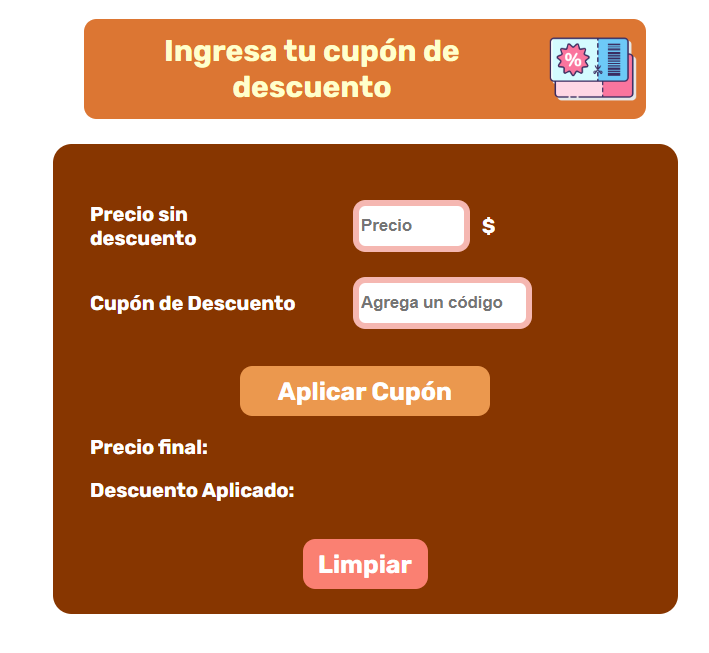 Ingresa tu cupón de
descuento
%
Precio sin
descuento
Precio
$
Cupón de Descuento
Agrega un código
Aplicar Cupón
Precio final:
Descuento Aplicado:
Limpiar